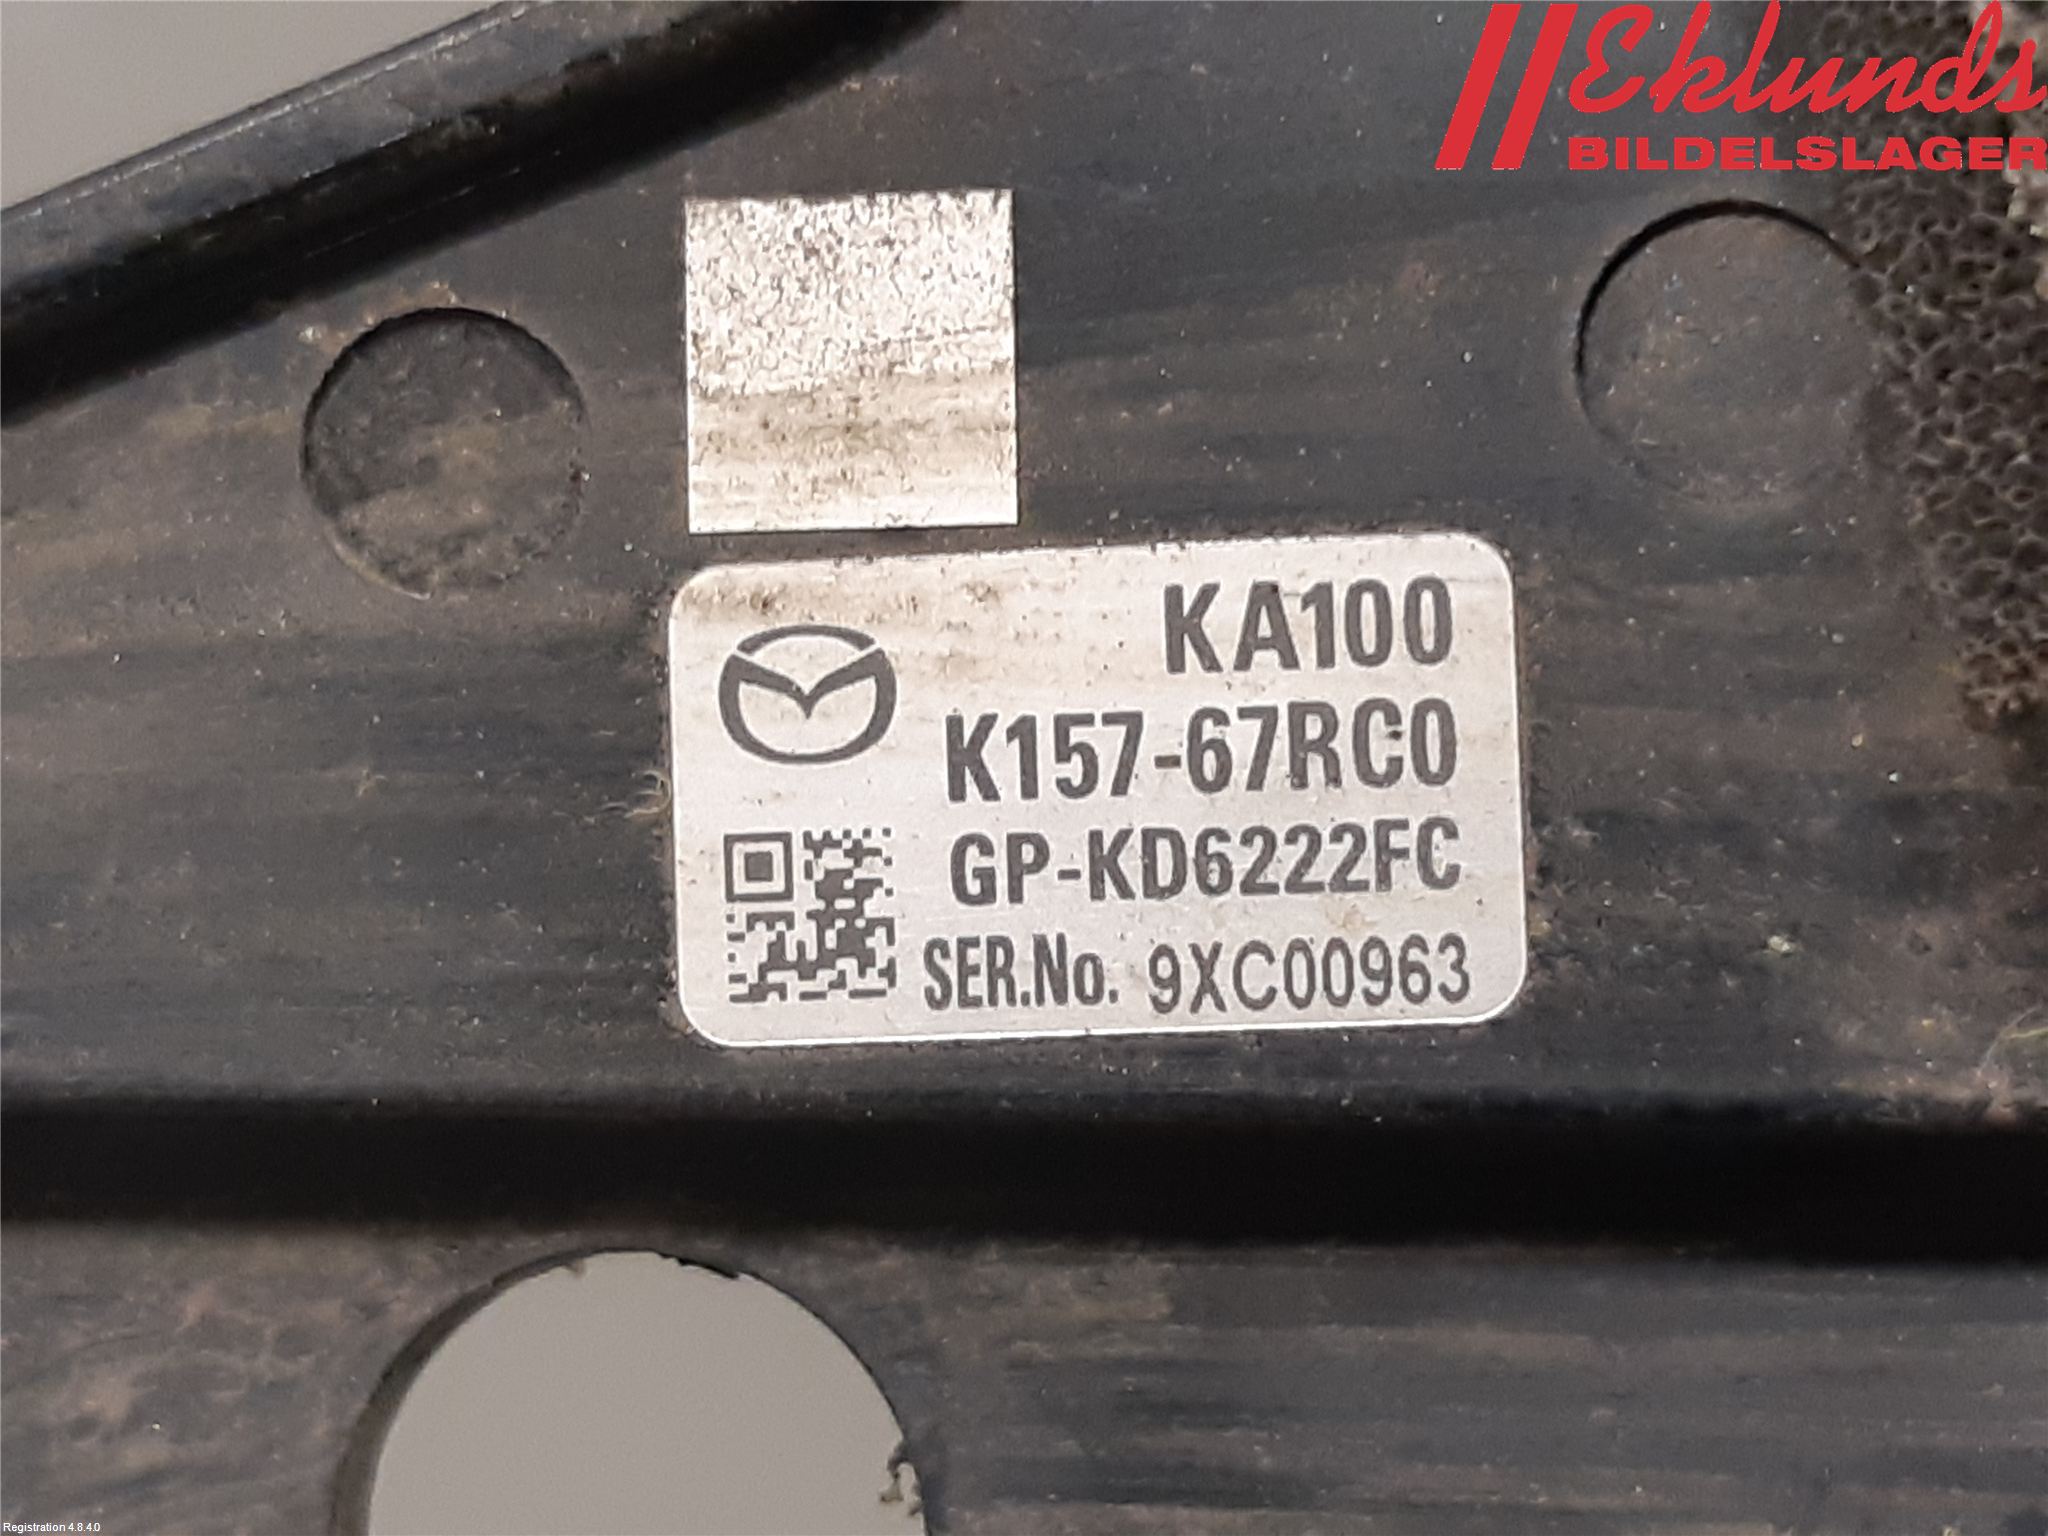 Eklunds
BILDELSLAGER
KA100
K157-67RC0
GP-KD6222FC
SER.No. 9XC00963
Registration 4.8.4.0